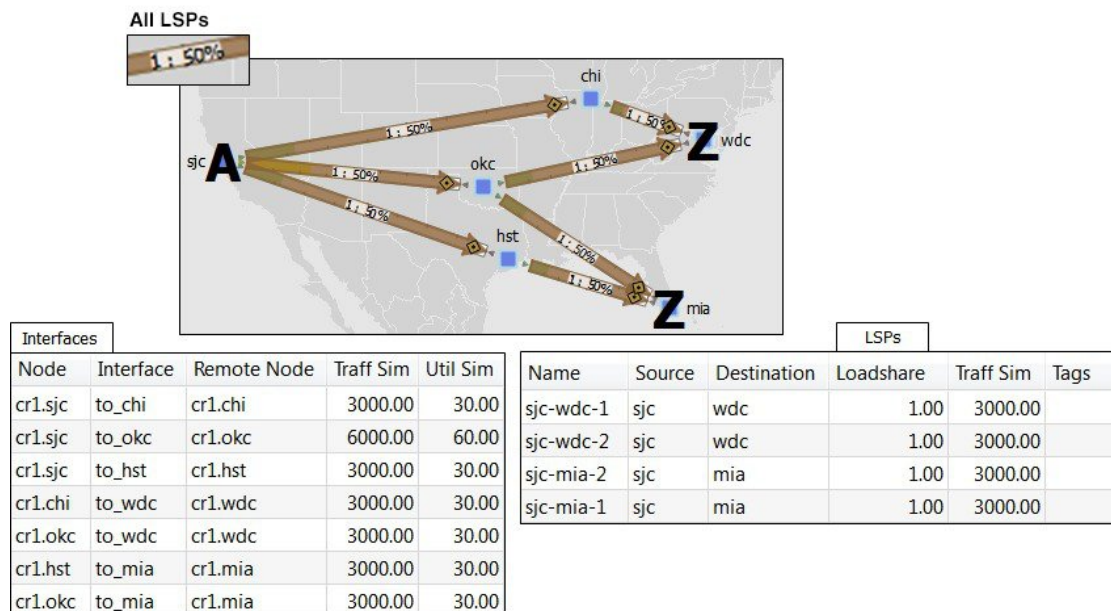 All LSPs
1 : 50%
chi
1 : 50%
1 : 50%
Z wdc
sjc A
okc
1 : 50%
1 : 50%
1 : 50%
hst
1 : 50%
1 : 50%
Z mia
Interfaces
Node Interface Remote Node Traff Sim Util Sim
cr1.sjc to_chi cr1.chi 3000.00 30.00
cr1.sjc to_okc cr1.okc 6000.00 60.00
cr1.sjc to_hst cr1.hst 3000.00 30.00
cr1.chi to_wdc cr1.wdc 3000.00 30.00
cr1.okc to_wdc cr1.wdc 3000.00 30.00
cr1.hst to_mia cr1.mia 3000.00 30.00
cr1.okc to_mia cr1.mia 3000.00 30.00
LSPs
Name Source Destination Loadshare Traff Sim Tags
sjc-wdc-1 sjc wdc 1.00 3000.00
sjc-wdc-2 sjc wdc 1.00 3000.00
sjc-mia-2 sjc mia 1.00 3000.00
sjc-mia-1 sjc mia 1.00 3000.00